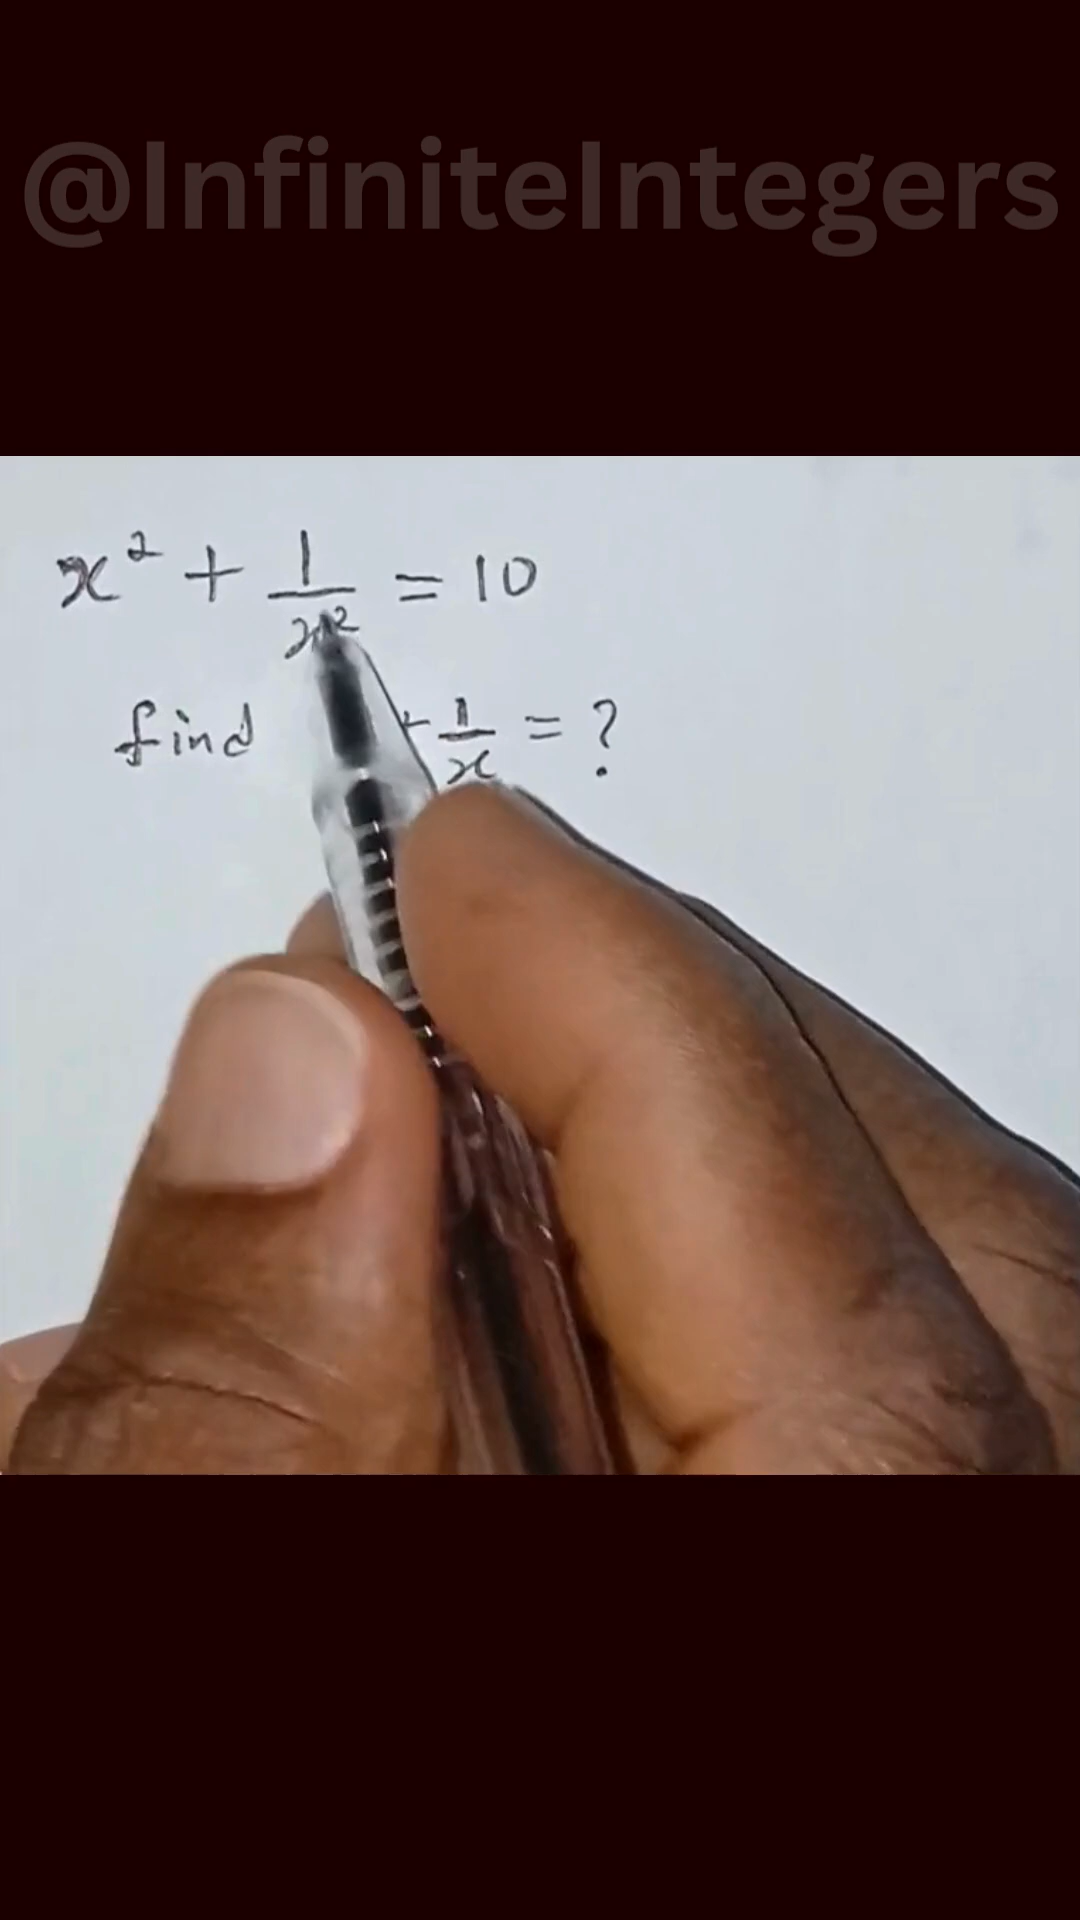 @InfiniteIntegers
x² + 1/x² = 10
find + 1/x = ?